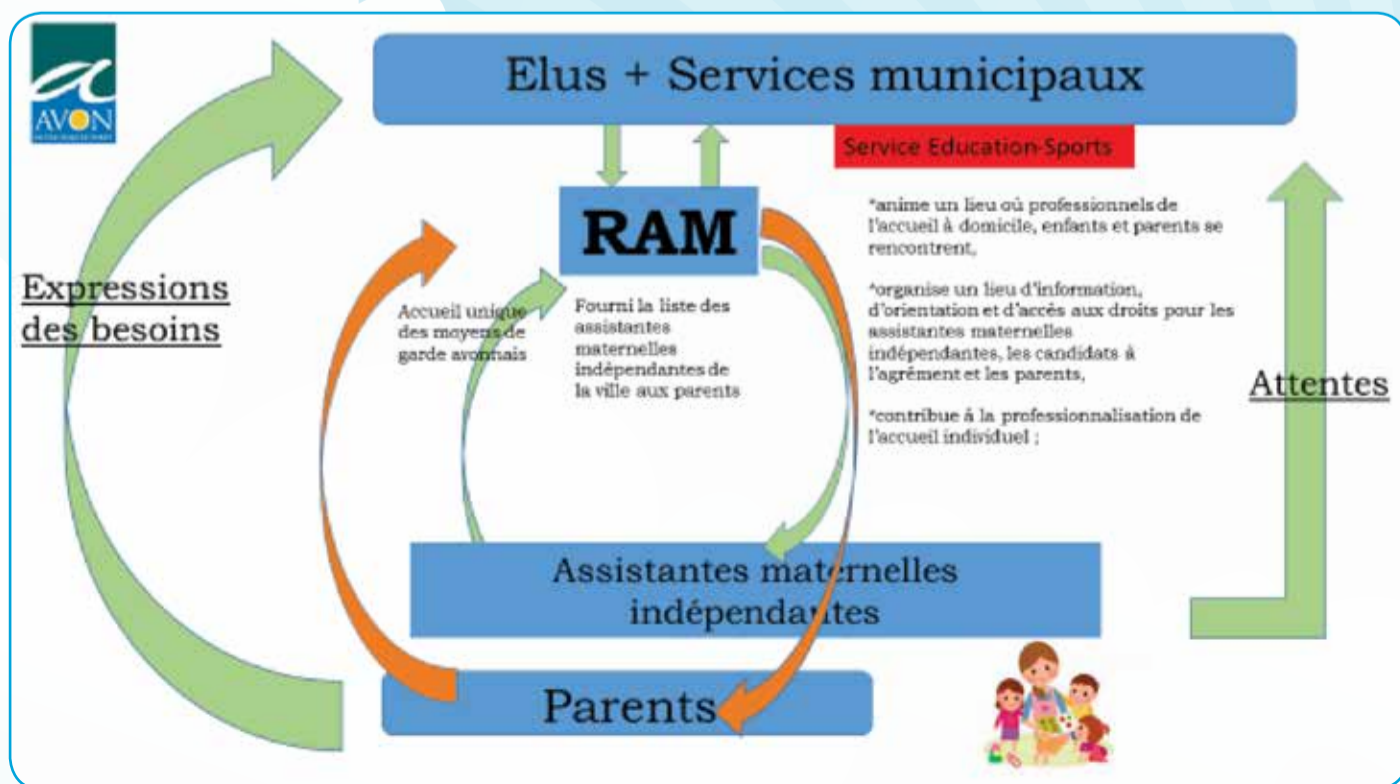 AVON
Elus + Services municipaux
Service Education-Sports
RAM
Expressions
des besoins
Accueil unique
des moyens de
garde avonnais
Fourni la liste des
assistantes
maternelles
indépendantes de
la ville aux parents
*anime un lieu où professionnels de
l'accueil à domicile, enfants et parents se
rencontrent,
*organise un lieu d'information,
d'orientation et d'accès aux droits pour les
assistantes maternelles
indépendantes, les candidats à
l'agrément et les parents,
*contribue à la professionnalisation de
l'accueil individuel ;
Attentes
Assistantes maternelles
indépendantes
Parents